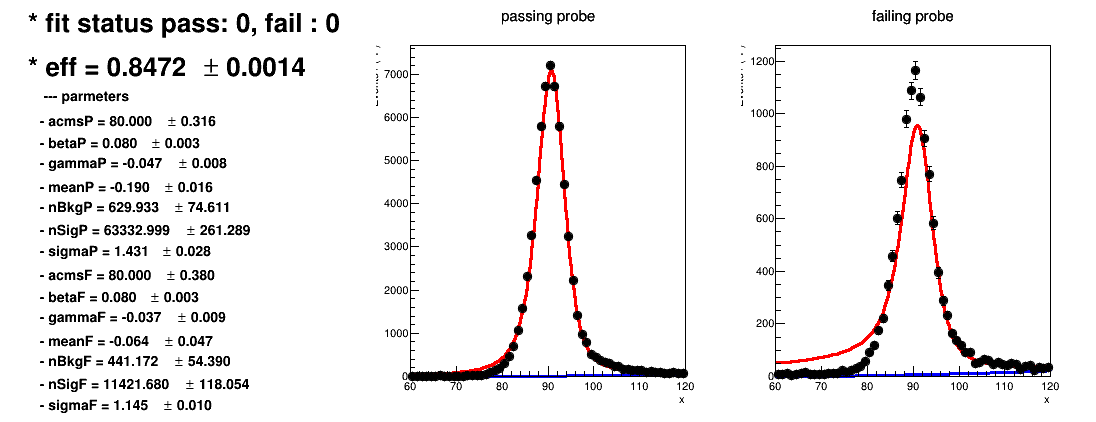 * fit status pass: 0, fail : 0
* eff = 0.8472 ± 0.0014
--- parmeters
- acmsP = 80.000 ± 0.316
- betaP = 0.080 ± 0.003
- gammaP = -0.047 ± 0.008
- meanP = -0.190 ± 0.016
- nBkgP = 629.933 ± 74.611
- nSigP = 63332.999 ± 261.289
- sigmaP = 1.431 ± 0.028
- acmsF = 80.000 ± 0.380
- betaF = 0.080 ± 0.003
- gammaF = -0.037 ± 0.009
- meanF = -0.064 ± 0.047
- nBkgF = 441.172 ± 54.390
- nSigF = 11421.680 ± 118.054
- sigmaF = 1.145 ± 0.010
passing probe
7000
6000
5000
4000
3000
2000
1000
0
60 70 80 90 100 110 120
x
failing probe
1200
1000
800
600
400
200
0
60 70 80 90 100 110 120
x